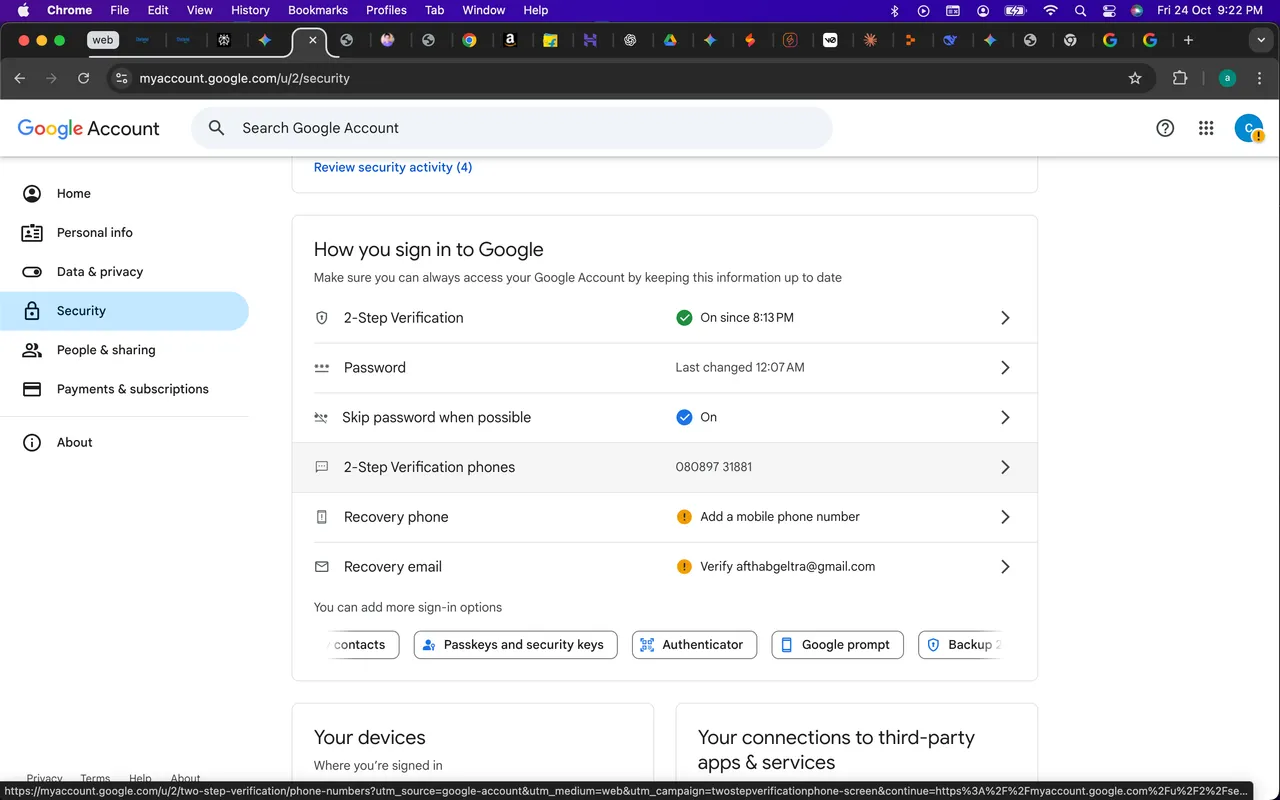 Chrome File Edit View History Bookmarks Profiles Tab Window Help Fri 24 Oct 9:22 PM
web
myaccount.google.com/u/2/security a
Google Account Search Google Account C
Review security activity (4)
Home
Personal info
Data & privacy
Security
People & sharing
Payments & subscriptions
About
How you sign in to Google
Make sure you can always access your Google Account by keeping this information up to date
2-Step Verification On since 8:13 PM
Password Last changed 12:07 AM
Skip password when possible On
2-Step Verification phones 080897 31881
Recovery phone Add a mobile phone number
Recovery email Verify afthabgeltra@gmail.com
You can add more sign-in options
contacts Passkeys and security keys Authenticator Google prompt Backup 2
Your devices
Where you're signed in
Your connections to third-party
apps & services
Privacy Terms Help About
https://myaccount.google.com/u/2/two-step-verification/phone-numbers?utm_source=google-account&utm_medium=web&utm_campaign=twostepverificationphone-screen&continue=https%3A%2F%2Fmyaccount.google.com%2Fu%2F2%2Fse...